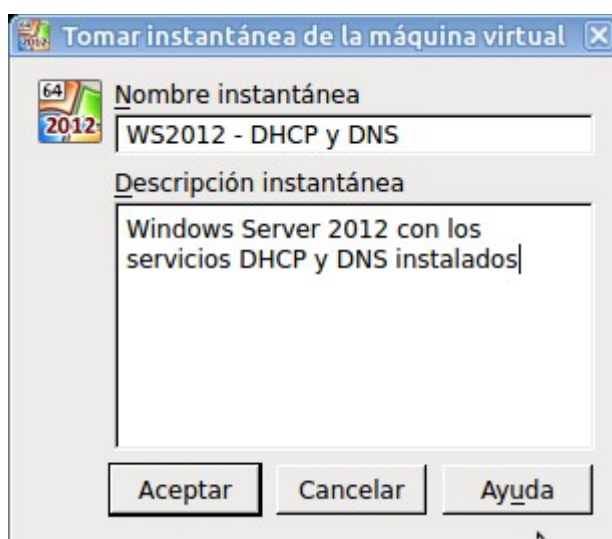 Tomar instantánea de la máquina virtual
64
2012
Nombre instantánea
WS2012 - DHCP y DNS
Descripción instantánea
Windows Server 2012 con los
servicios DHCP y DNS instalados
Aceptar
Cancelar
Ayuda